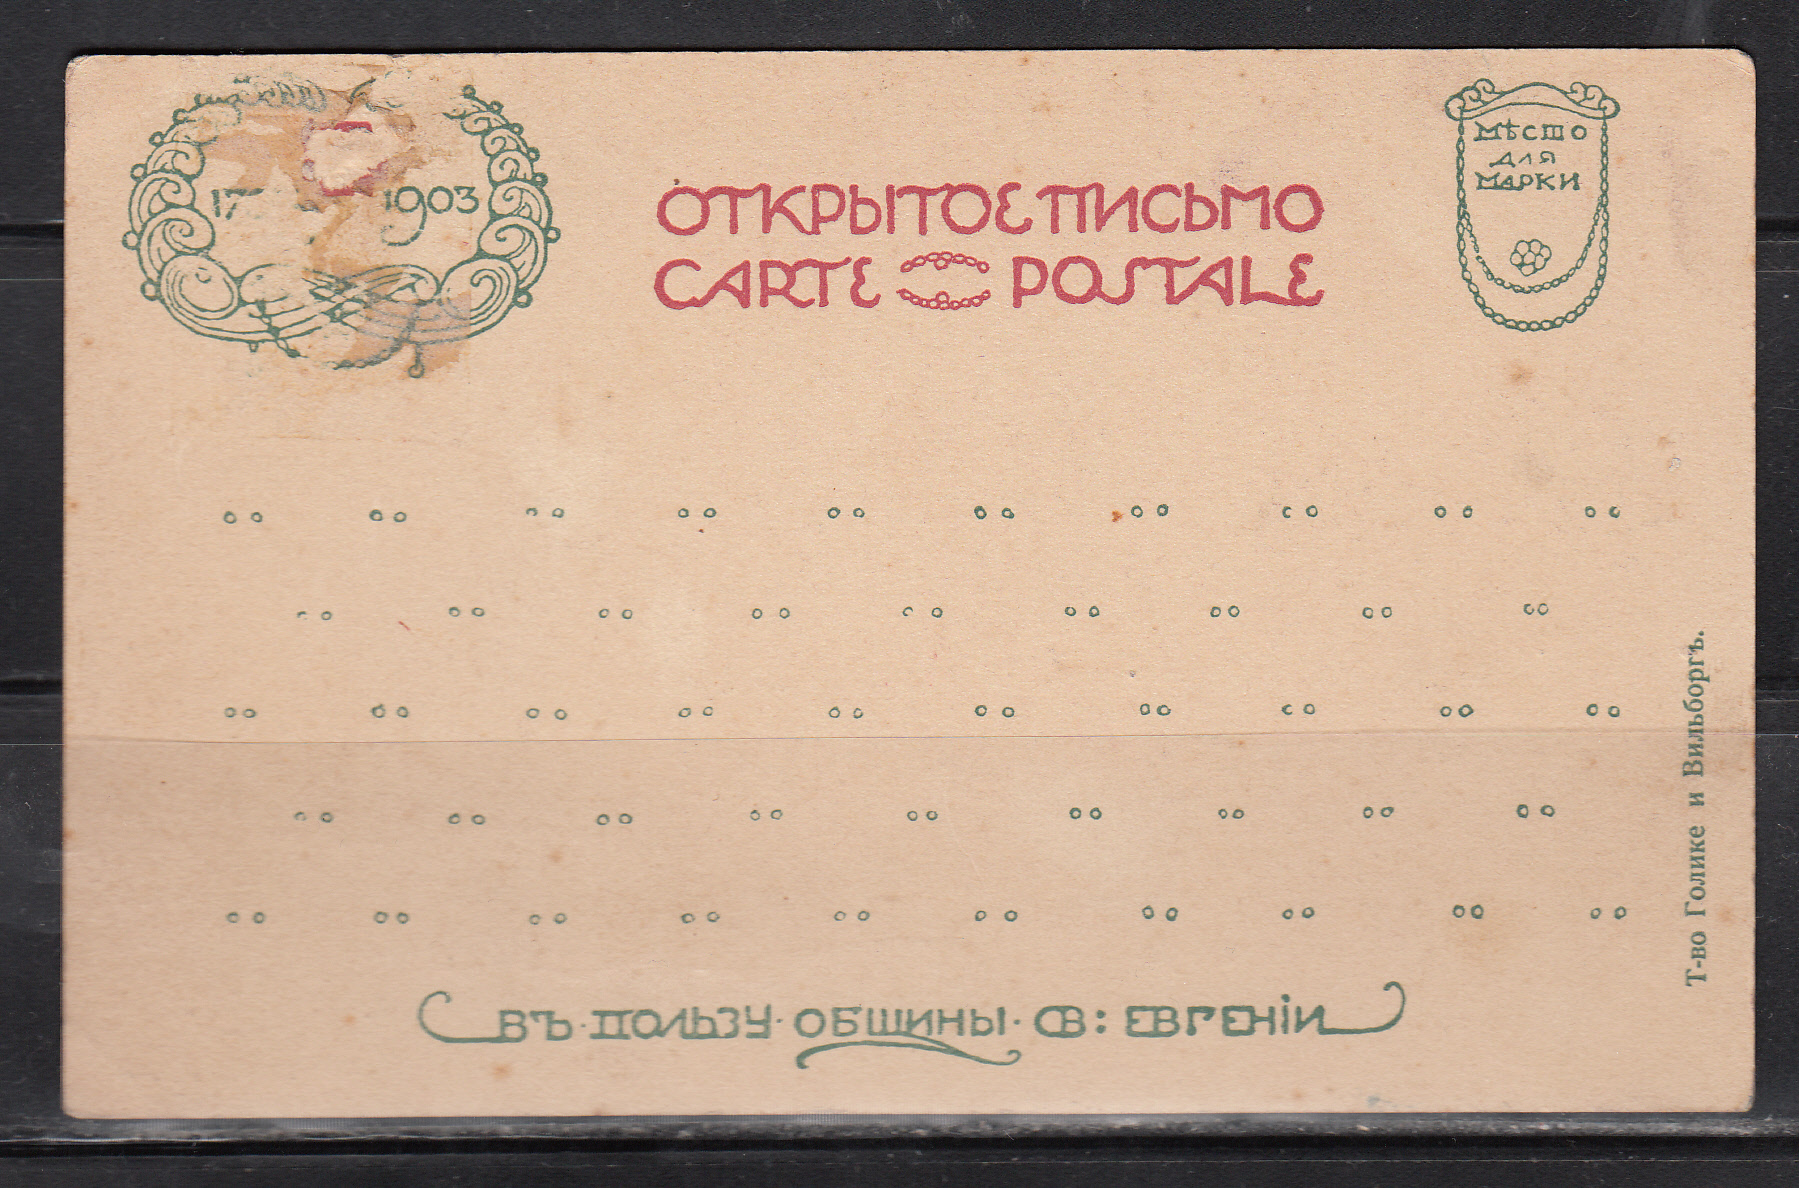 17 1903
ОТКРЫТОЕ ПИСЬМО
CARTE POSTALE
МѢСТО
ДЛЯ
МАРКИ
Т-во Голике и Вильборгъ.
ВЪ·ПОЛЬЗУ·ОБЩИНЫ·СВ: ЕВГЕНІИ